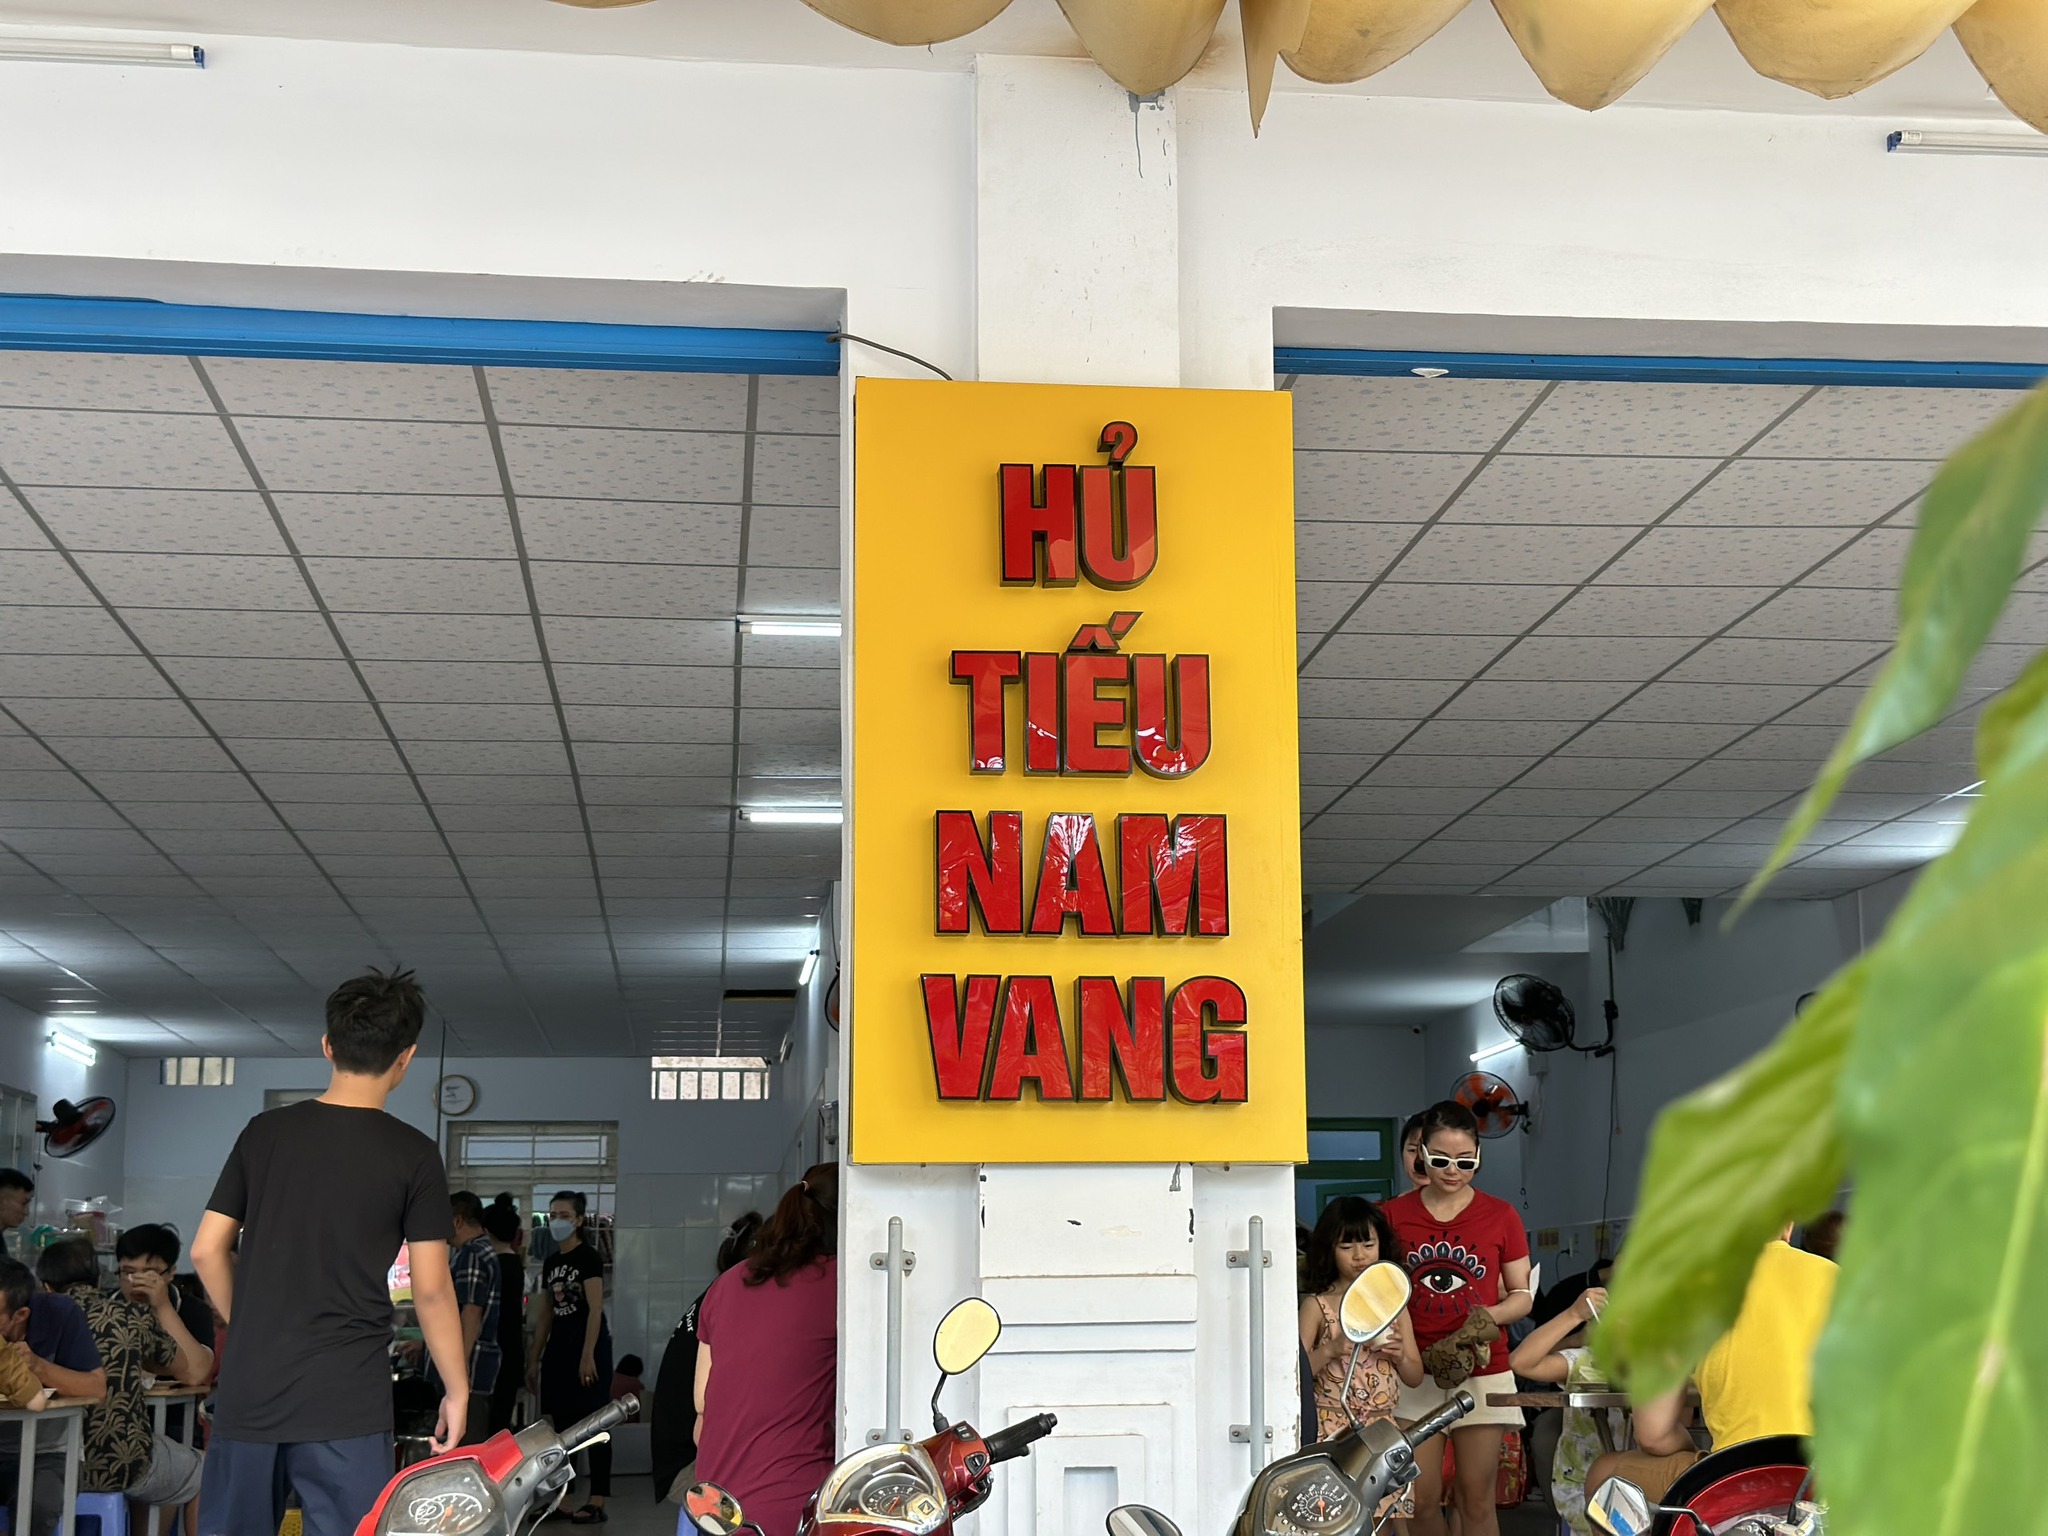 HỦ
TIẾU
NAM
VANG